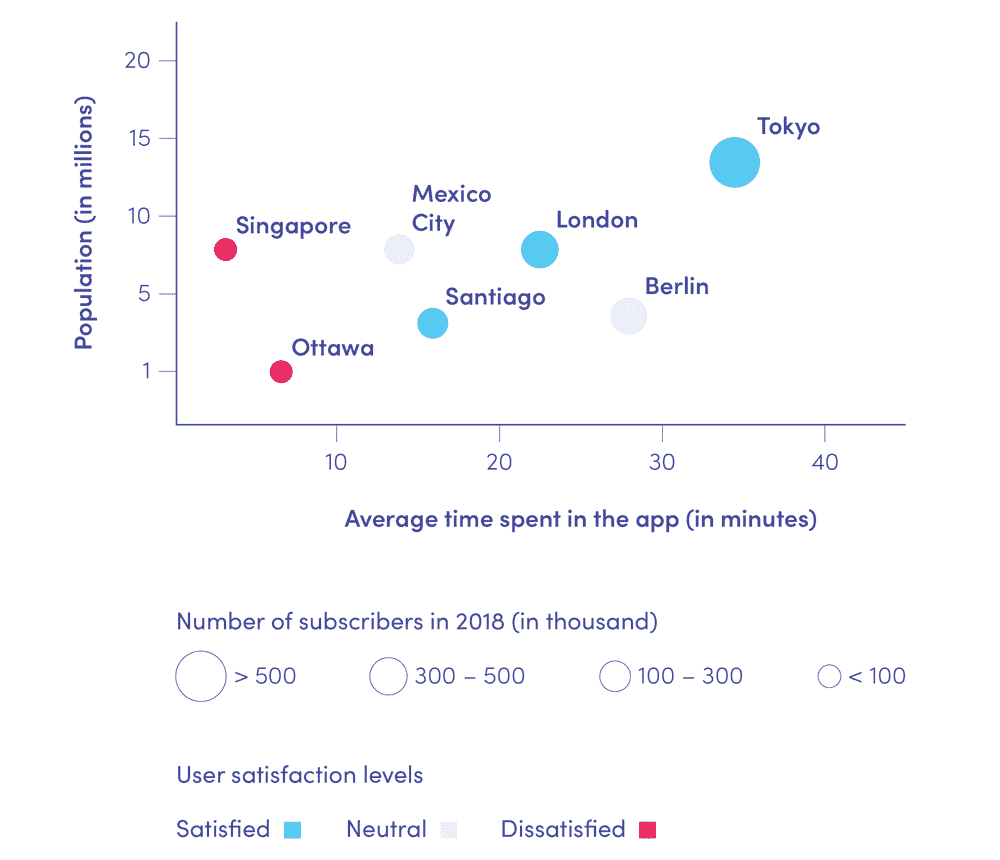 20
15
10
5
1
Population (in millions)
Tokyo
Mexico
City
Singapore
London
Berlin
Santiago
Ottawa
10
20
30
40
Average time spent in the app (in minutes)
Number of subscribers in 2018 (in thousand)
> 500
300 – 500
100 – 300
< 100
User satisfaction levels
Satisfied
Neutral
Dissatisfied